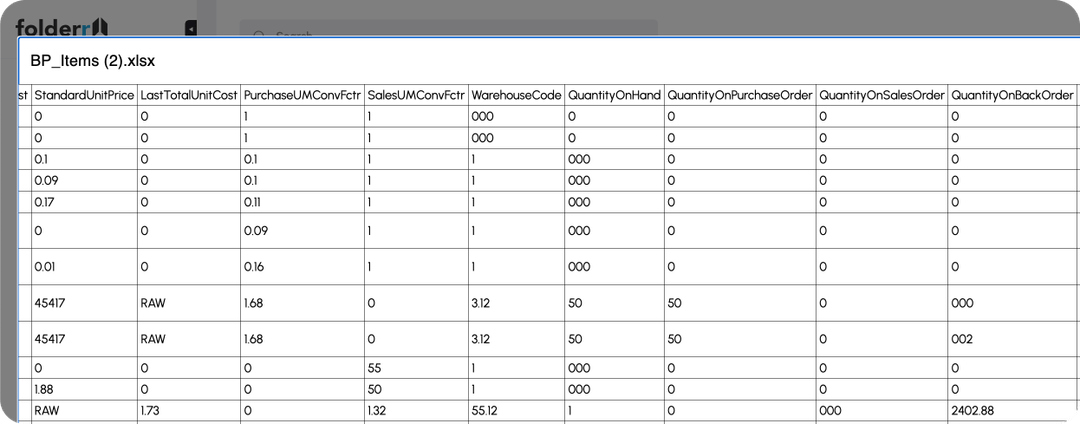 folderr
Search
BP_Items (2).xlsx
st StandardUnitPrice LastTotalUnitCost PurchaseUMConvFctr SalesUMConvFctr WarehouseCode QuantityOnHand QuantityOnPurchaseOrder QuantityOnSalesOrder QuantityOnBackOrder
0 0 1 1 000 0 0 0 0
0 0 1 1 000 0 0 0 0
0.1 0 0.1 1 1 000 0 0 0
0.09 0 0.1 1 1 000 0 0 0
0.17 0 0.11 1 1 000 0 0 0
0 0 0.09 1 1 000 0 0 0
0.01 0 0.16 1 1 000 0 0 0
45417 RAW 1.68 0 3.12 50 50 0 000
45417 RAW 1.68 0 3.12 50 50 0 002
0 0 0 55 1 000 0 0 0
1.88 0 0 50 1 000 0 0 0
RAW 1.73 0 1.32 55.12 1 0 000 2402.88